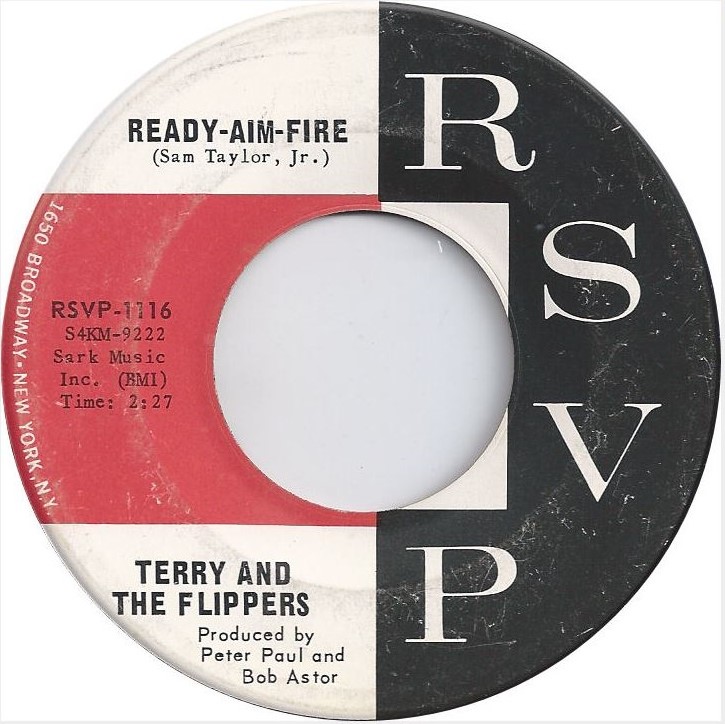 READY-AIM-FIRE
(Sam Taylor, Jr.)
R
S
V
P
1650 BROADWAY • NEW YORK, N.Y.
RSVP-1116
S4KM-9222
Sark Music
Inc. (BMI)
Time: 2:27
TERRY AND
THE FLIPPERS
Produced by
Peter Paul and
Bob Astor